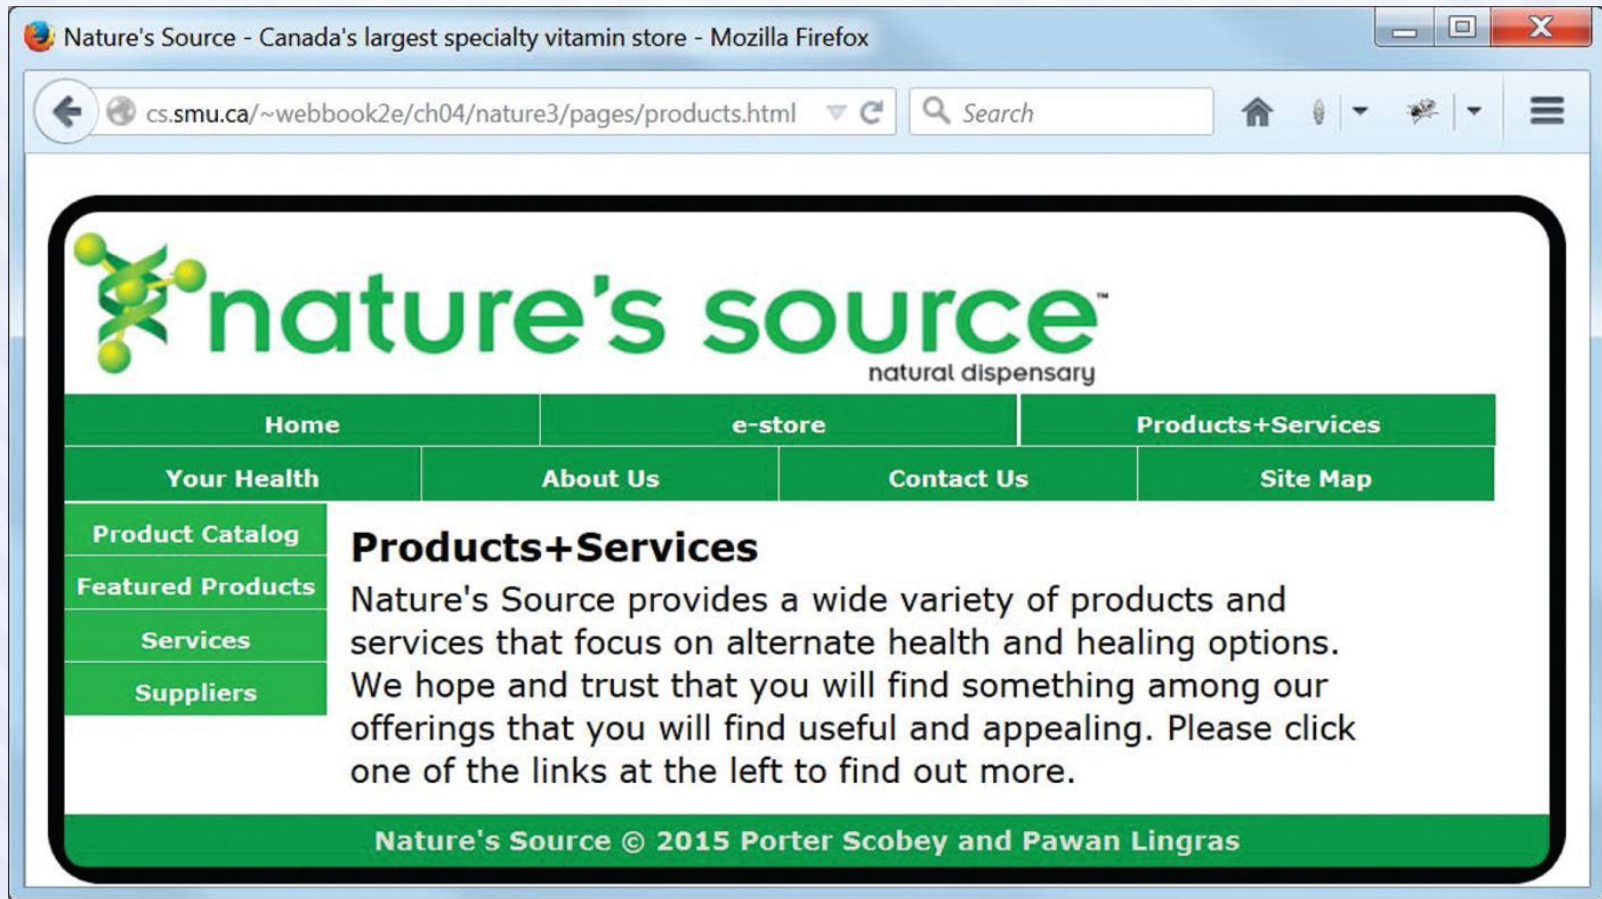 Nature's Source - Canada's largest specialty vitamin store - Mozilla Firefox
cs.smu.ca/~webbook2e/ch04/nature3/pages/products.html
Search
nature's source™
natural dispensary
Home e-store Products+Services
Your Health About Us Contact Us Site Map
Product Catalog
Featured Products
Services
Suppliers
Products+Services
Nature's Source provides a wide variety of products and
services that focus on alternate health and healing options.
We hope and trust that you will find something among our
offerings that you will find useful and appealing. Please click
one of the links at the left to find out more.
Nature's Source © 2015 Porter Scobey and Pawan Lingras